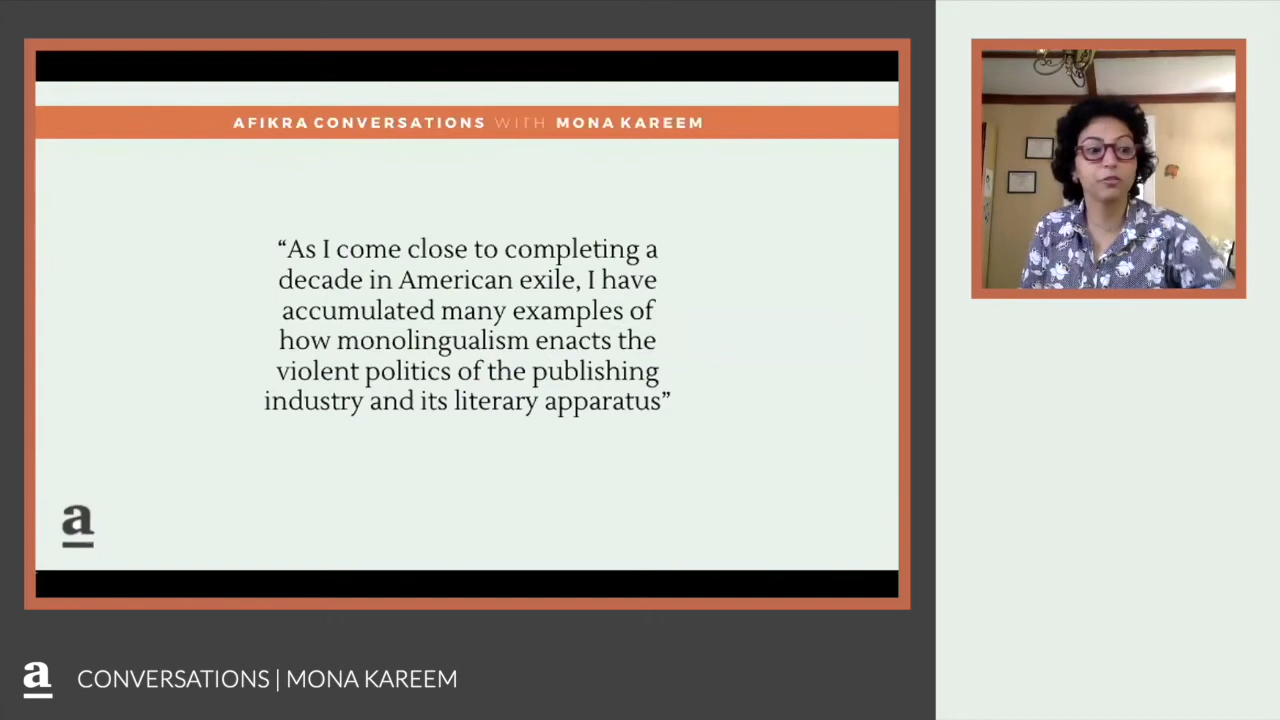 AFIKRA CONVERSATIONS WITH MONA KAREEM
“As I come close to completing a
decade in American exile, I have
accumulated many examples of
how monolingualism enacts the
violent politics of the publishing
industry and its literary apparatus”
a
a CONVERSATIONS | MONA KAREEM